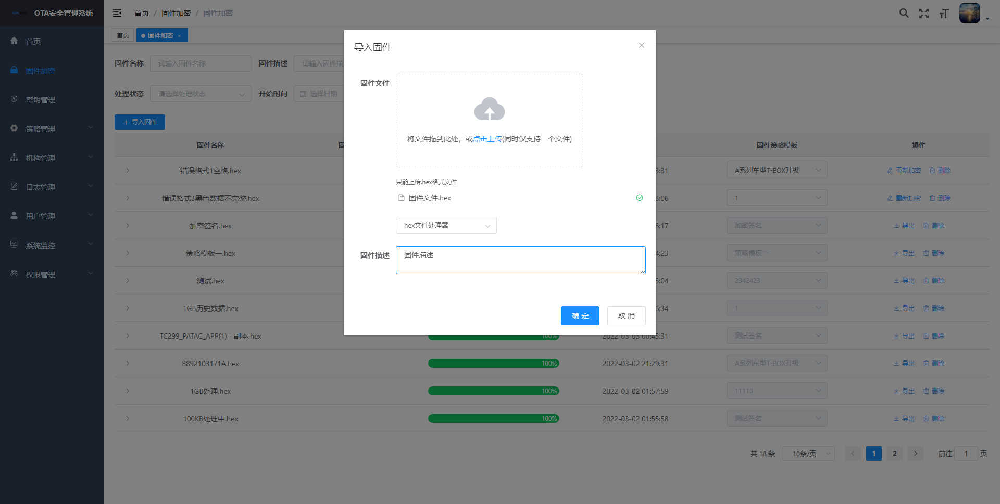 OTA安全管理系统
首页 / 固件加密 / 固件加密
首页
固件加密 ×
首页
固件加密
密钥管理
策略管理
机构管理
日志管理
用户管理
系统监控
权限管理
固件名称 请输入固件名称 固件描述 请输入固件描
处理状态 请选择处理状态 开始时间 选择日期
导入固件
固件名称 固件策略模板 操作
错误格式1空格.hex 3:31 A系列车型T-BOX升级 重新加密 删除
错误格式3黑色数据不完整.hex 3:06 1 重新加密 删除
加密签名.hex 5:17 加密签名 导出 删除
策略模板一.hex 4:23 策略模板一 导出 删除
测试.hex 5:04 2342423 导出 删除
1GB历史数据.hex 5:34 1 导出 删除
TC299_PATAC_APP(1) - 副本.hex 100% 2022-03-03 00:45:31 测试签名 导出 删除
8892103171A.hex 100% 2022-03-02 21:29:31 A系列车型T-BOX升级 导出 删除
1GB处理.hex 100% 2022-03-02 01:57:59 11113 导出 删除
100KB处理中.hex 100% 2022-03-02 01:55:58 测试签名 导出 删除
共 18 条 10条/页 1 2 前往 1 页
导入固件
固件文件
将文件拖到此处，或点击上传(同时仅支持一个文件)
只能上传.hex格式文件
固件文件.hex
hex文件处理器
固件描述 固件描述
确 定 取 消